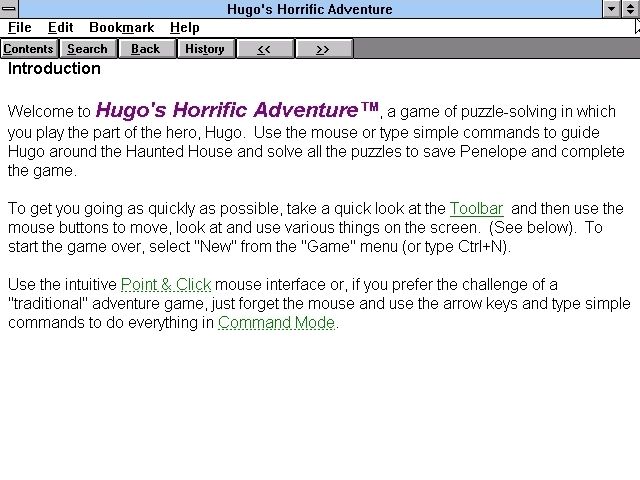 Hugo's Horrific Adventure
File Edit Bookmark Help
Contents Search Back History << >>
Introduction
Welcome to Hugo's Horrific Adventure™, a game of puzzle-solving in which
you play the part of the hero, Hugo. Use the mouse or type simple commands to guide
Hugo around the Haunted House and solve all the puzzles to save Penelope and complete
the game.
To get you going as quickly as possible, take a quick look at the Toolbar and then use the
mouse buttons to move, look at and use various things on the screen. (See below). To
start the game over, select "New" from the "Game" menu (or type Ctrl+N).
Use the intuitive Point & Click mouse interface or, if you prefer the challenge of a
"traditional" adventure game, just forget the mouse and use the arrow keys and type simple
commands to do everything in Command Mode.